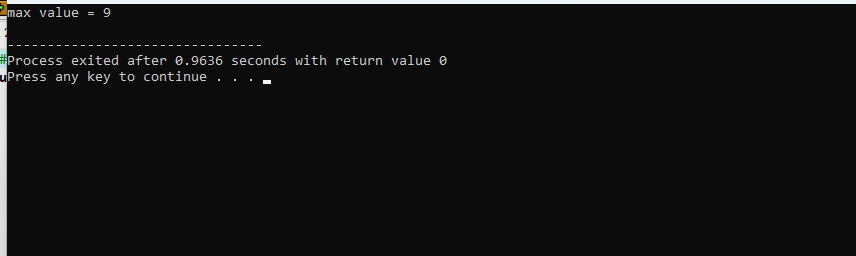 max value = 9
--------------------------------
Process exited after 0.9636 seconds with return value 0
Press any key to continue . . .